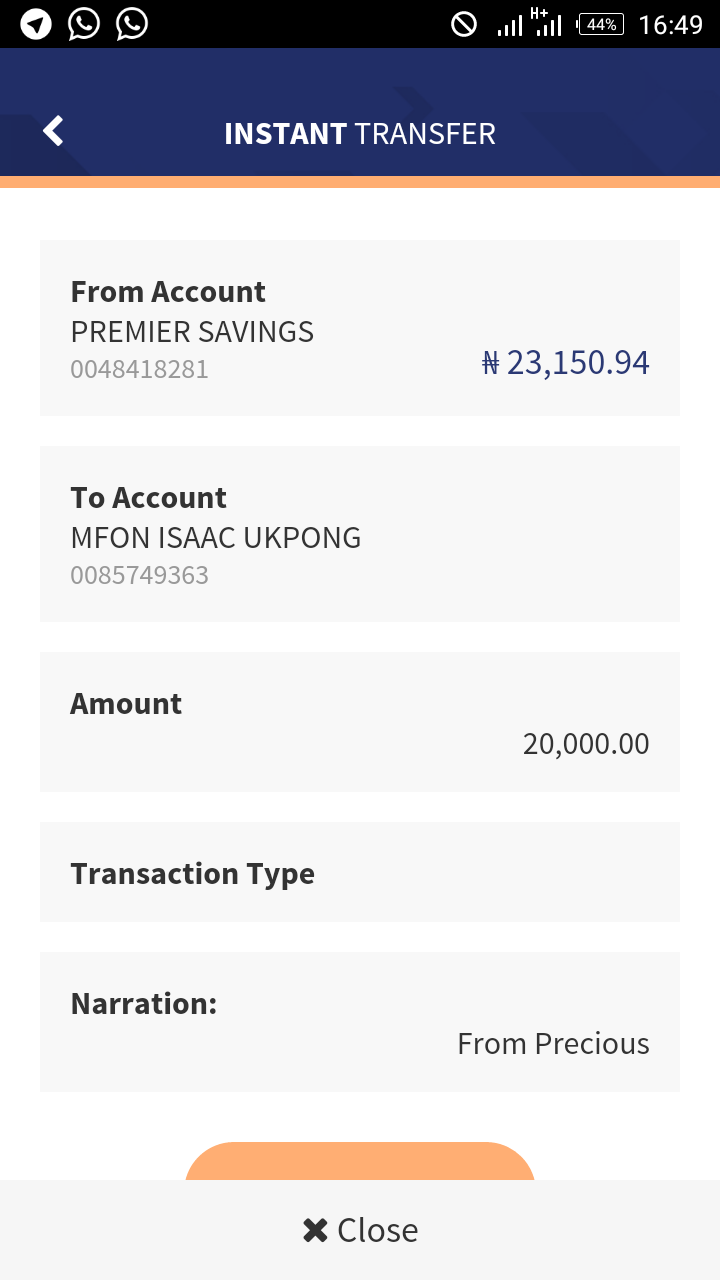 H+
44%
16:49
INSTANT TRANSFER
From Account
PREMIER SAVINGS
0048418281
₦ 23,150.94
To Account
MFON ISAAC UKPONG
0085749363
Amount
20,000.00
Transaction Type
Narration:
From Precious
✖ Close